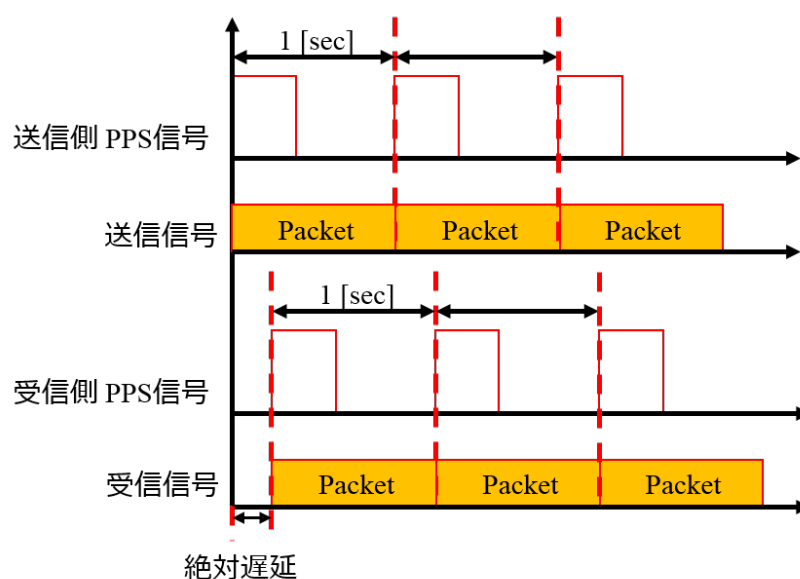 1 [sec]
送信側 PPS信号
送信信号
Packet Packet Packet
1 [sec]
受信側 PPS信号
受信信号
Packet Packet Packet
絶対遅延